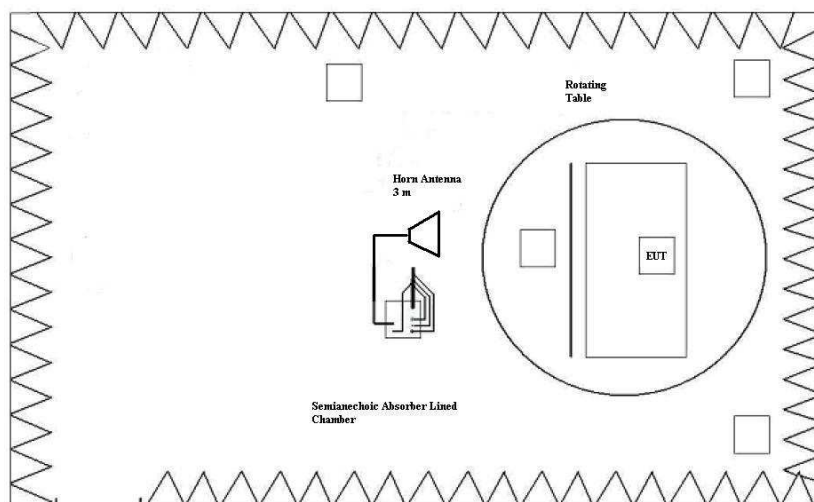 Rotating
Table
Horn Antenna
3 m
EUT
Semianechoic Absorber Lined
Chamber